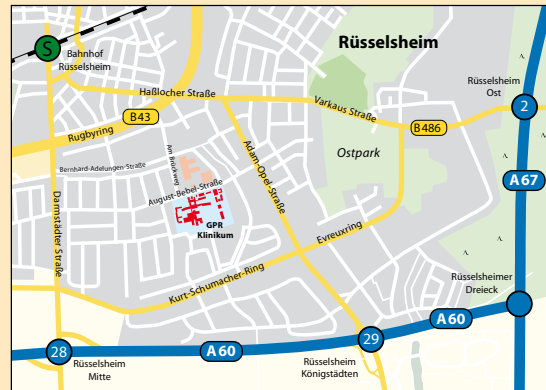 Rüsselsheim
S
Bahnhof
Rüsselsheim
Rüsselsheim
Ost
2
Haßlocher Straße
Varkaus Straße
B43
B486
Rugbyring
Ostpark
Am Brückweg
Bernhard-Adelungen-Straße
Adam-Opel-Straße
A67
August-Bebel-Straße
Darmstädter Straße
GPR
Klinikum
Evreuxring
Kurt-Schumacher-Ring
Rüsselsheimer
Dreieck
A60
A60
28
29
Rüsselsheim
Mitte
Rüsselsheim
Königstädten